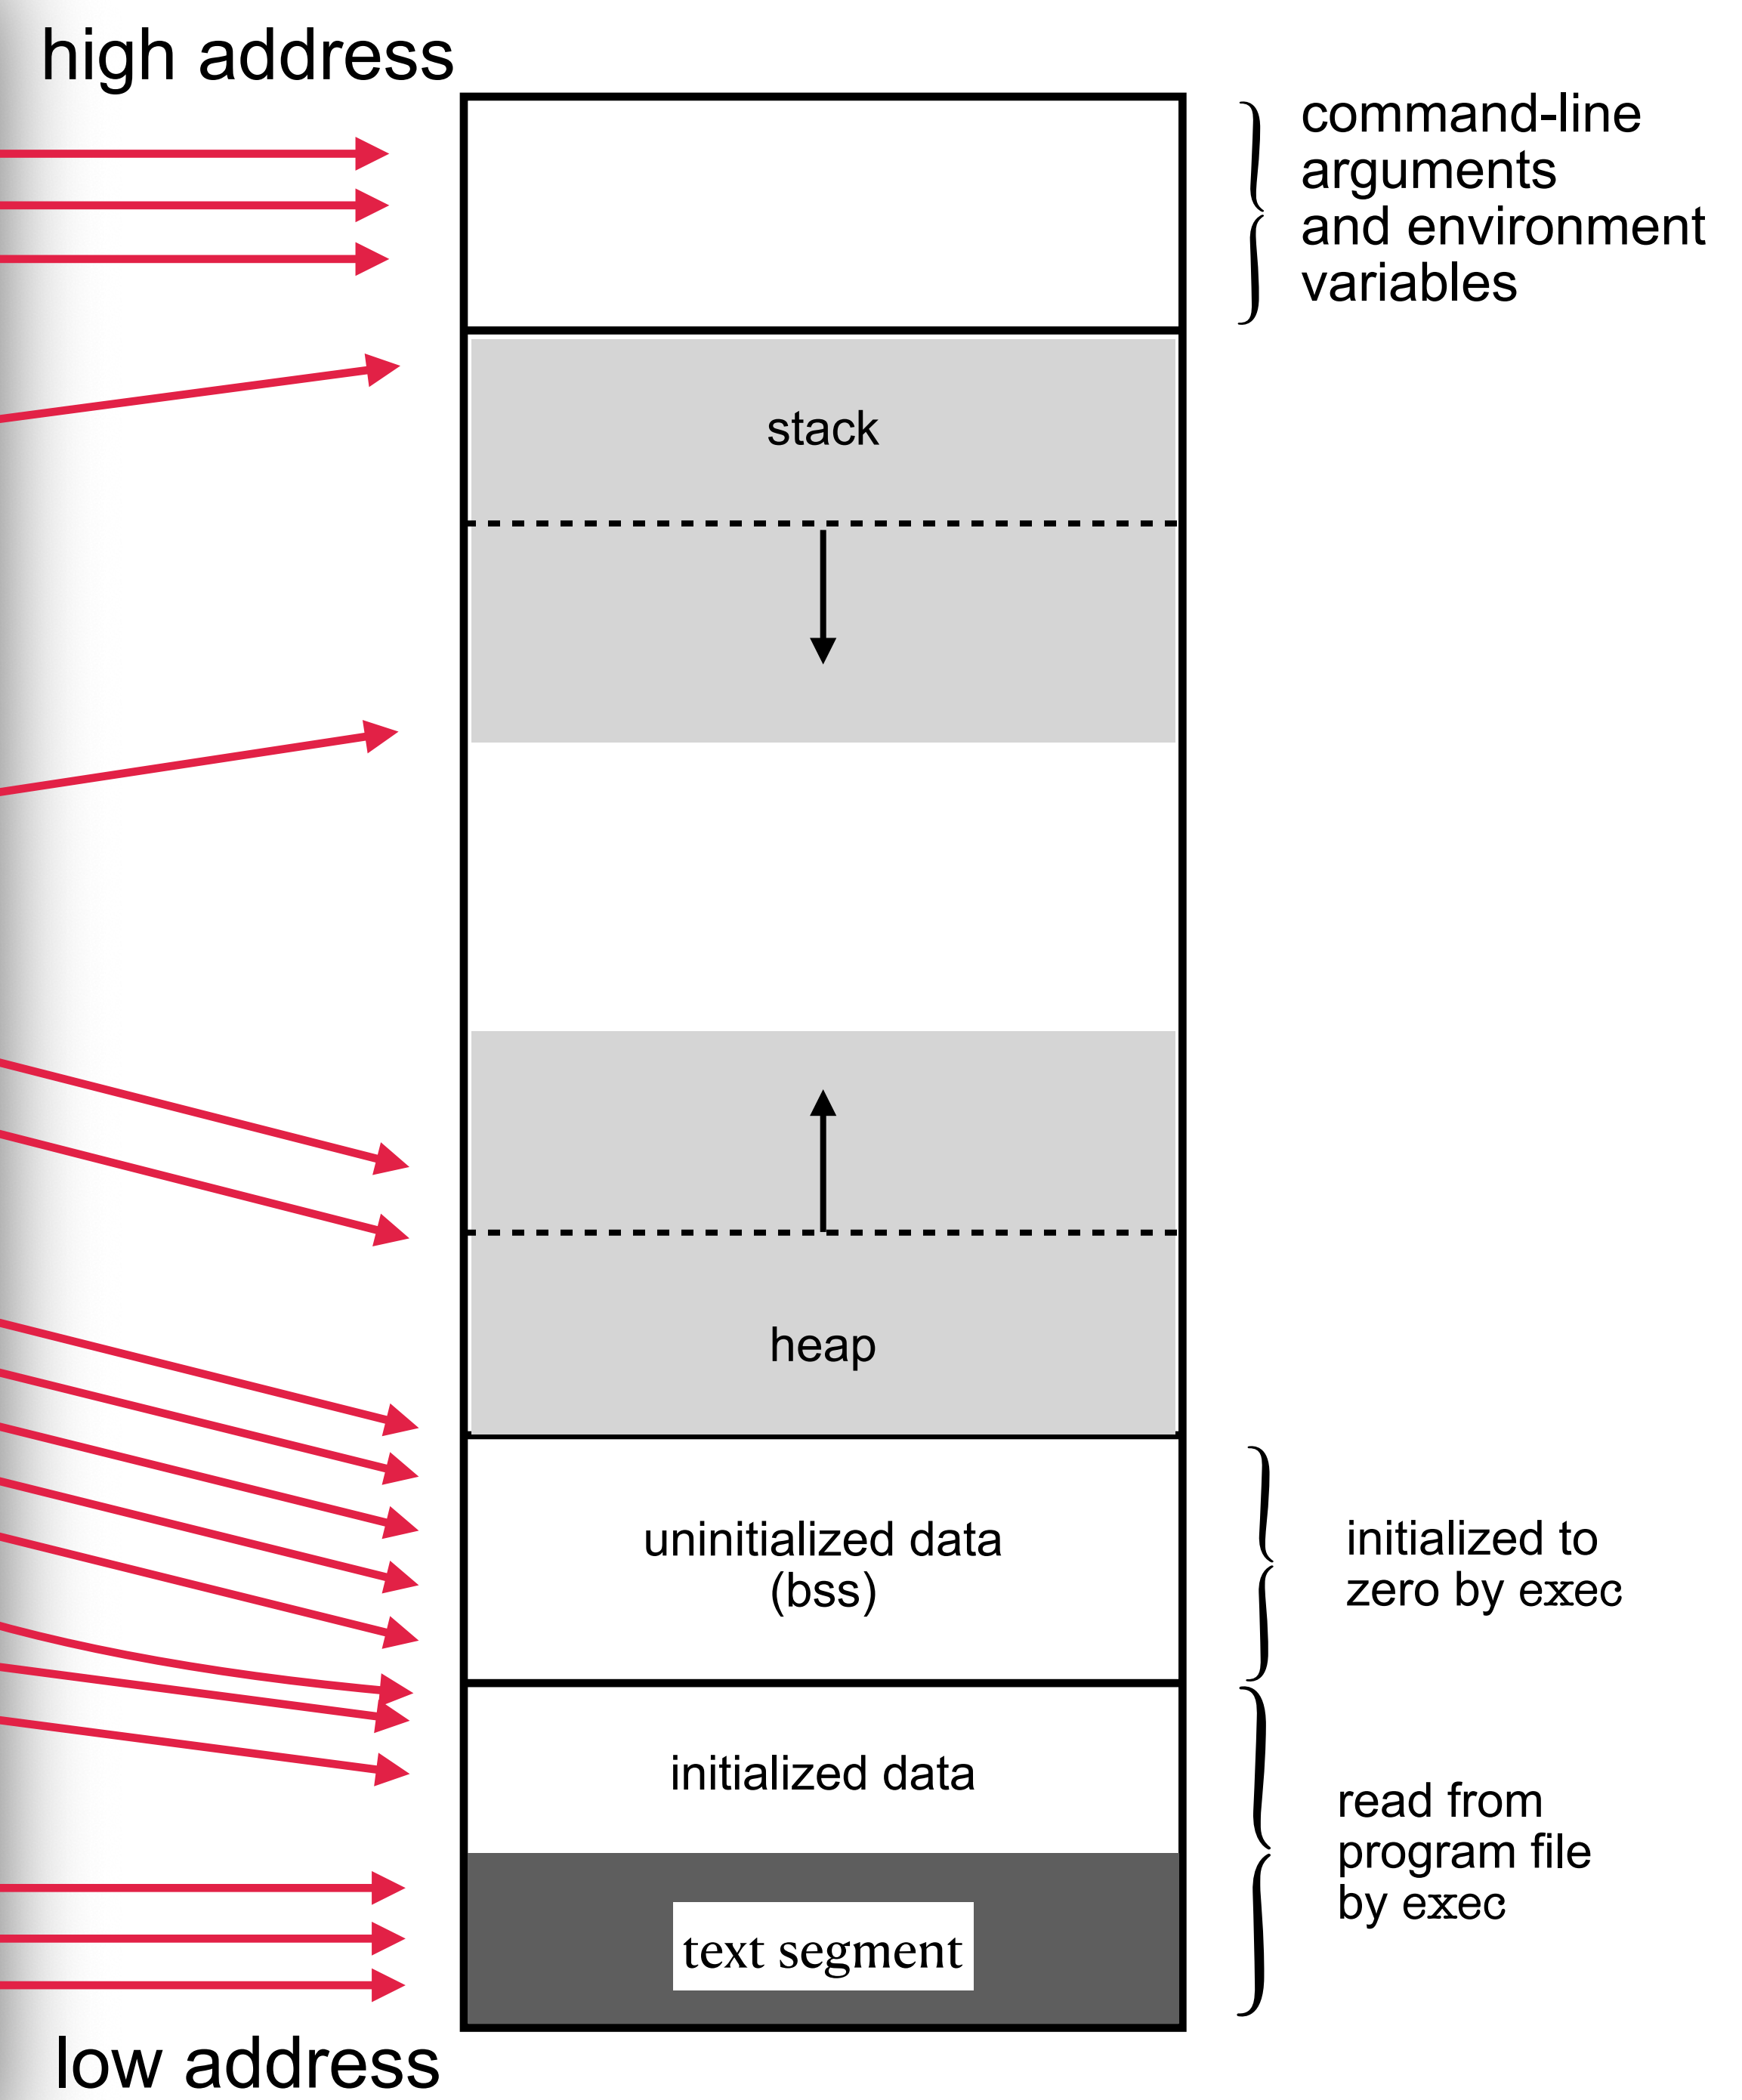 high address
command-line
arguments
and environment
variables
stack
heap
uninitialized data
(bss)
initialized to
zero by exec
initialized data
read from
program file
by exec
text segment
low address